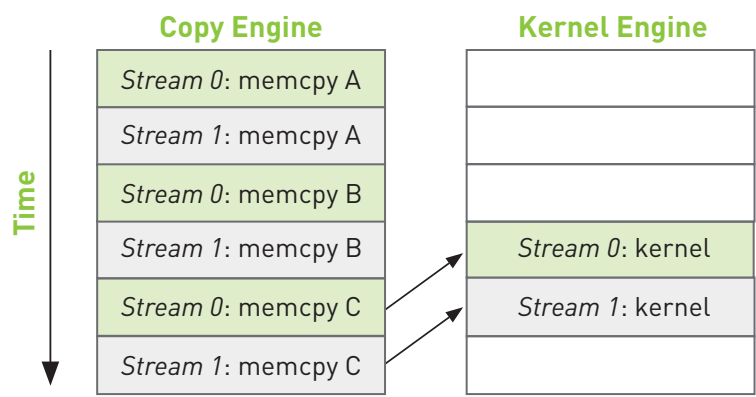 Copy Engine
Kernel Engine
Time
Stream 0: memcpy A
Stream 1: memcpy A
Stream 0: memcpy B
Stream 1: memcpy B
Stream 0: kernel
Stream 0: memcpy C
Stream 1: kernel
Stream 1: memcpy C